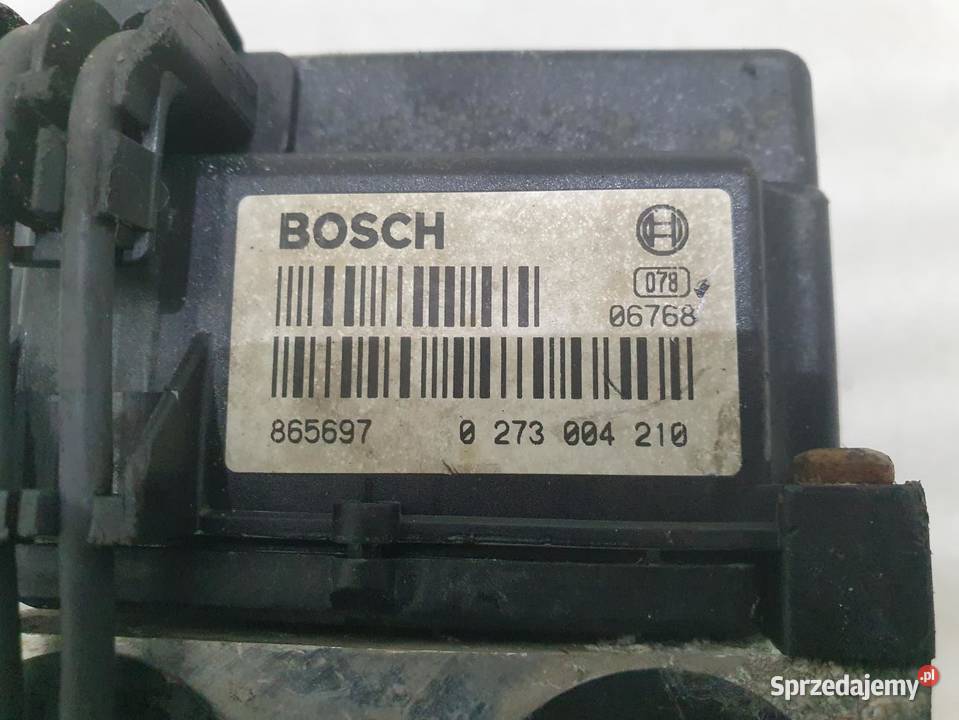 BOSCH
078
06768
865697 0 273 004 210
Sprzedajemy.pl